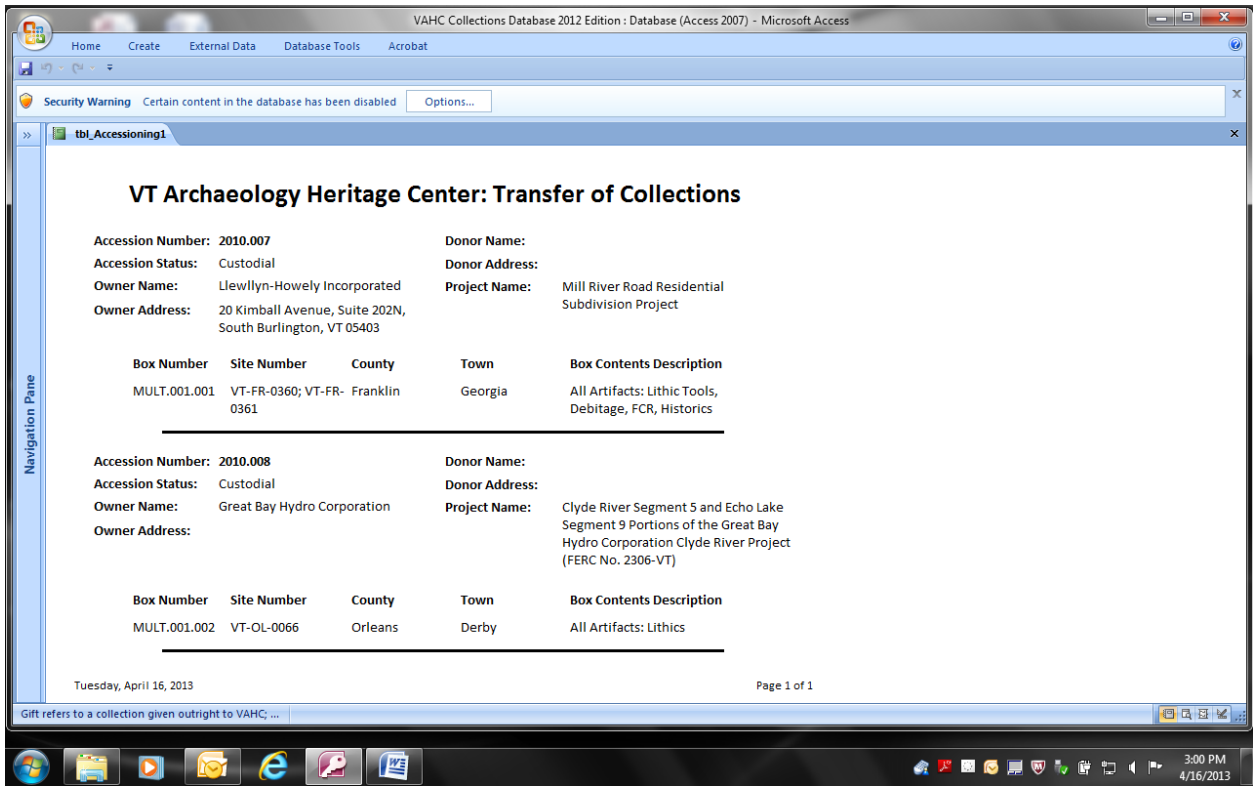 VAHC Collections Database 2012 Edition : Database (Access 2007) - Microsoft Access
Home Create External Data Database Tools Acrobat
Security Warning Certain content in the database has been disabled Options...
tbl_Accessioning1
Navigation Pane
VT Archaeology Heritage Center: Transfer of Collections
Accession Number: 2010.007 Donor Name:
Accession Status: Custodial Donor Address:
Owner Name: Llewllyn-Howely Incorporated Project Name: Mill River Road Residential
Subdivision Project
Owner Address: 20 Kimball Avenue, Suite 202N,
South Burlington, VT 05403
Box Number Site Number County Town Box Contents Description
MULT.001.001 VT-FR-0360; VT-FR- Franklin Georgia All Artifacts: Lithic Tools,
0361 Debitage, FCR, Historics
Accession Number: 2010.008 Donor Name:
Accession Status: Custodial Donor Address:
Owner Name: Great Bay Hydro Corporation Project Name: Clyde River Segment 5 and Echo Lake
Owner Address: Segment 9 Portions of the Great Bay
Hydro Corporation Clyde River Project
(FERC No. 2306-VT)
Box Number Site Number County Town Box Contents Description
MULT.001.002 VT-OL-0066 Orleans Derby All Artifacts: Lithics
Tuesday, April 16, 2013 Page 1 of 1
Gift refers to a collection given outright to VAHC; ...
3:00 PM
4/16/2013